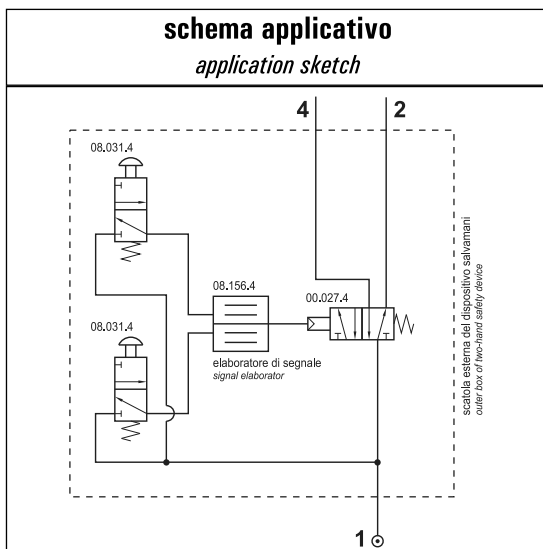 schema applicativo
application sketch
4 2
08.031.4
08.156.4
00.027.4
08.031.4
elaboratore di segnale
signal elaborator
scatola esterna del dispositivo salvamani
outer box of two-hand safety device
1